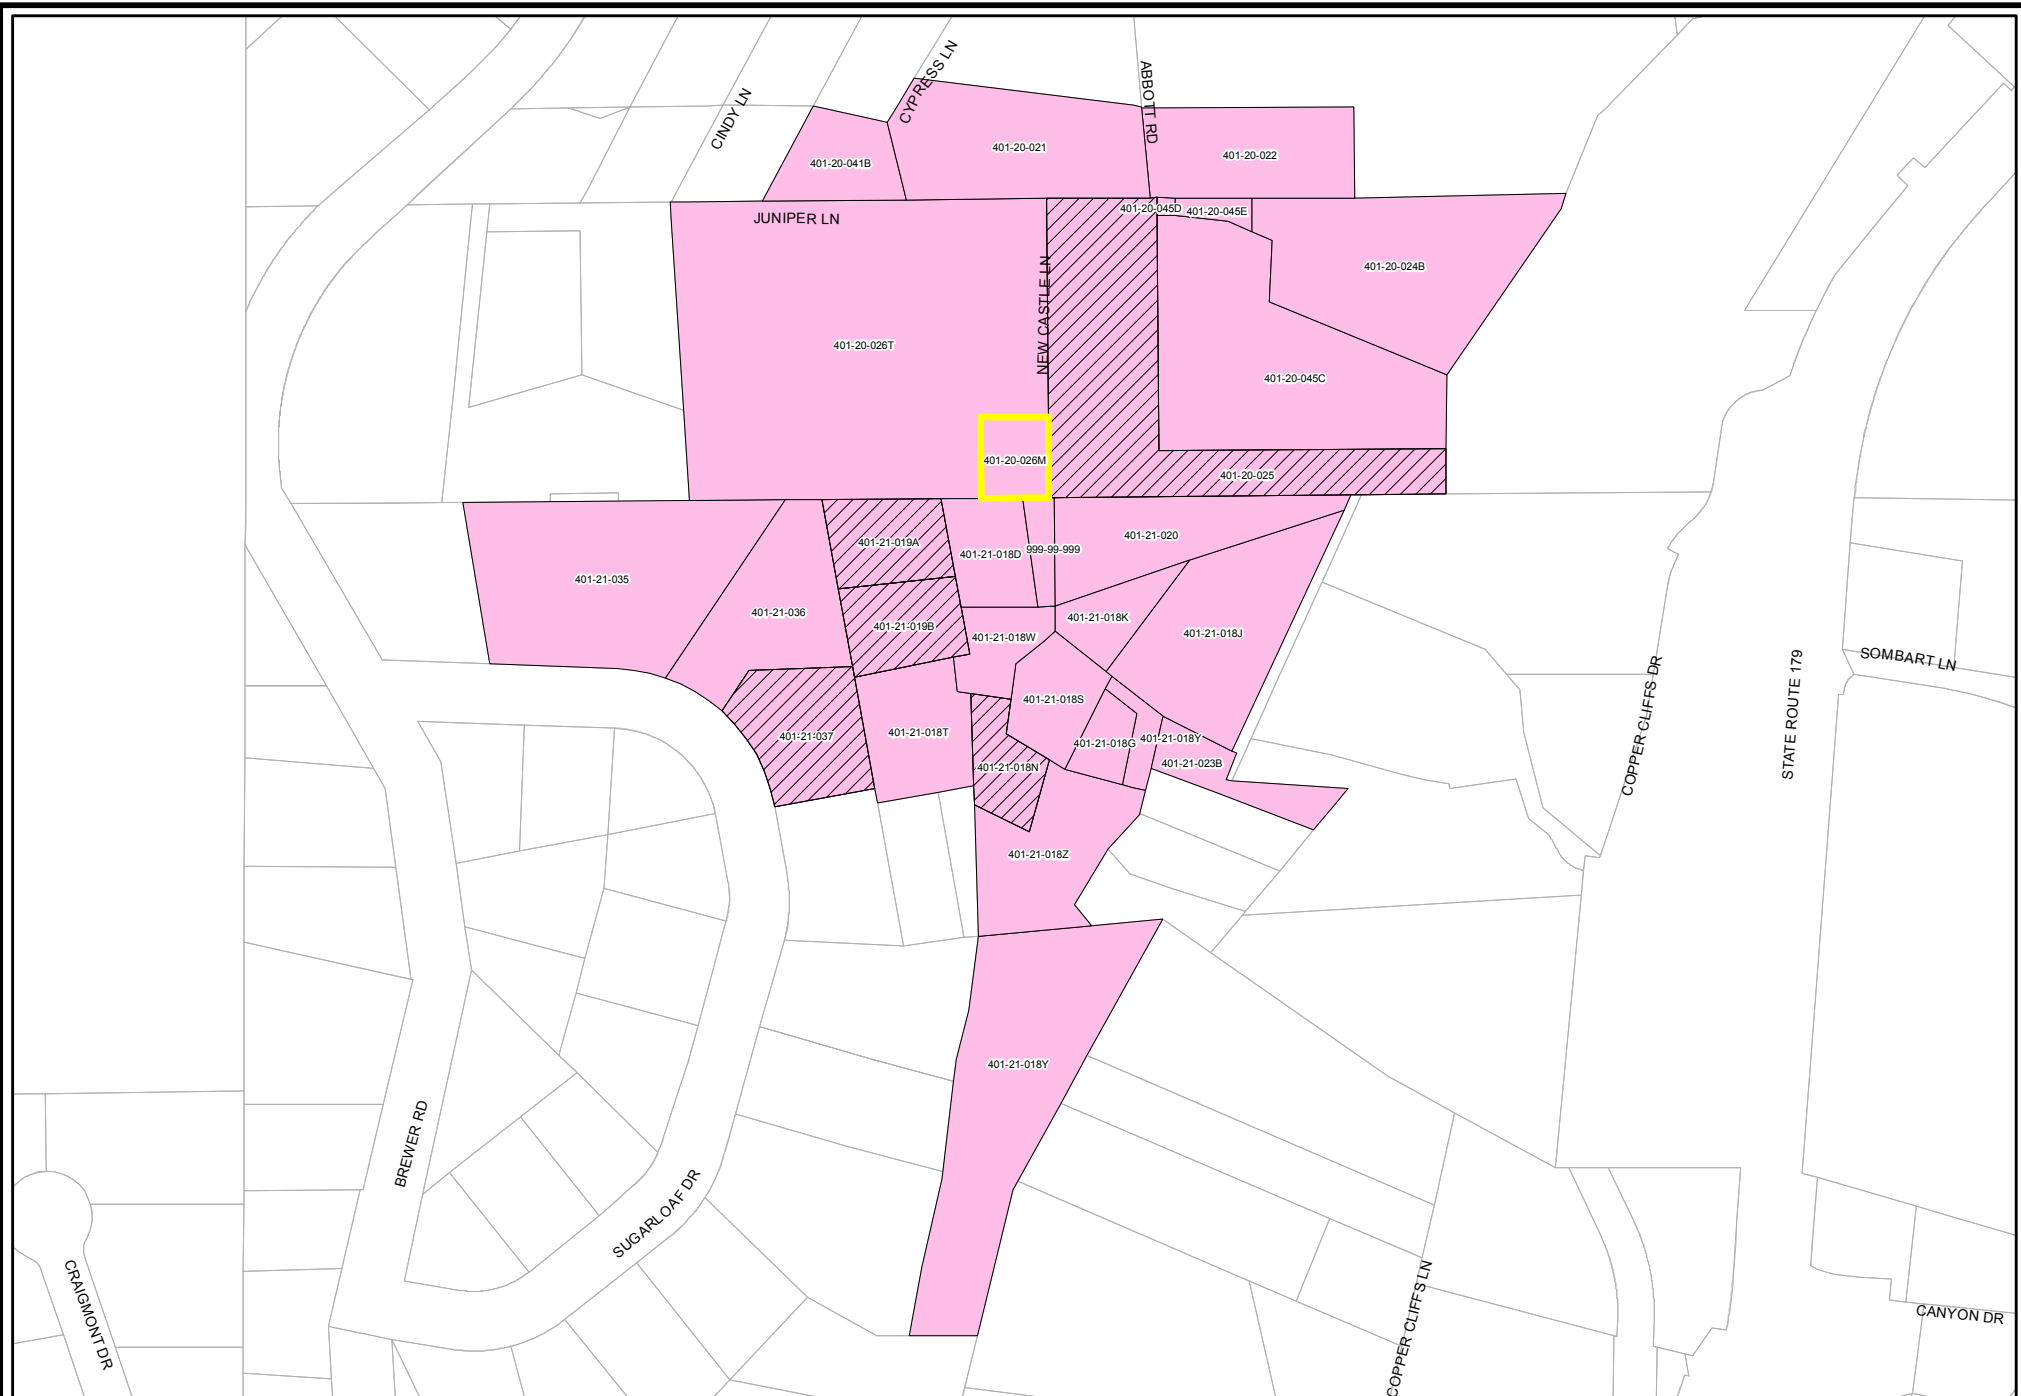 CINDY LN
CYPRESS LN
ABBOTT RD
401-20-041B
401-20-021
401-20-022
JUNIPER LN
401-20-045D
401-20-045E
NEW CASTLE LN
401-20-024B
401-20-026T
401-20-045C
401-20-026M
401-20-025
401-21-019A
401-21-018D
999-99-999
401-21-020
401-21-035
401-21-036
401-21-019B
401-21-018W
401-21-018K
401-21-018J
401-21-018S
401-21-037
401-21-018T
401-21-018G
401-21-018Y
401-21-018N
401-21-023B
COPPER CLIFFS DR
STATE ROUTE 179
SOMBART LN
401-21-018Z
401-21-018Y
BREWER RD
SUGARLOAF DR
CRAIGMONT DR
COPPER CLIFFS LN
CANYON DR